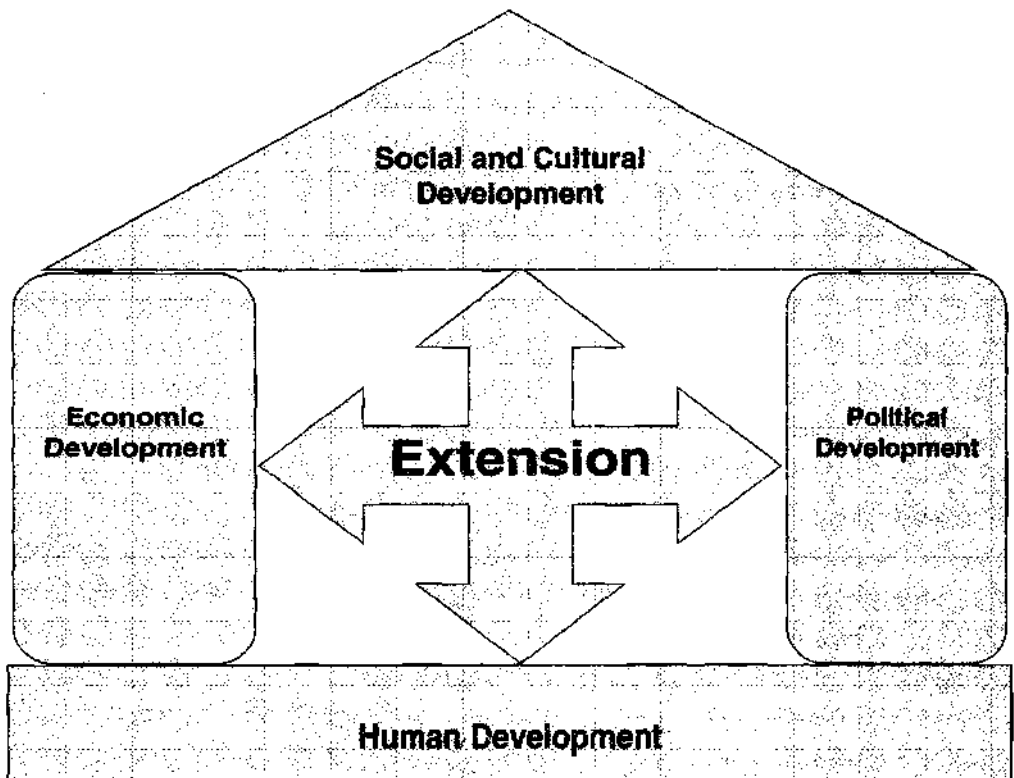 Social and Cultural
Development
Economic
Development
Extension
Political
Development
Human Development